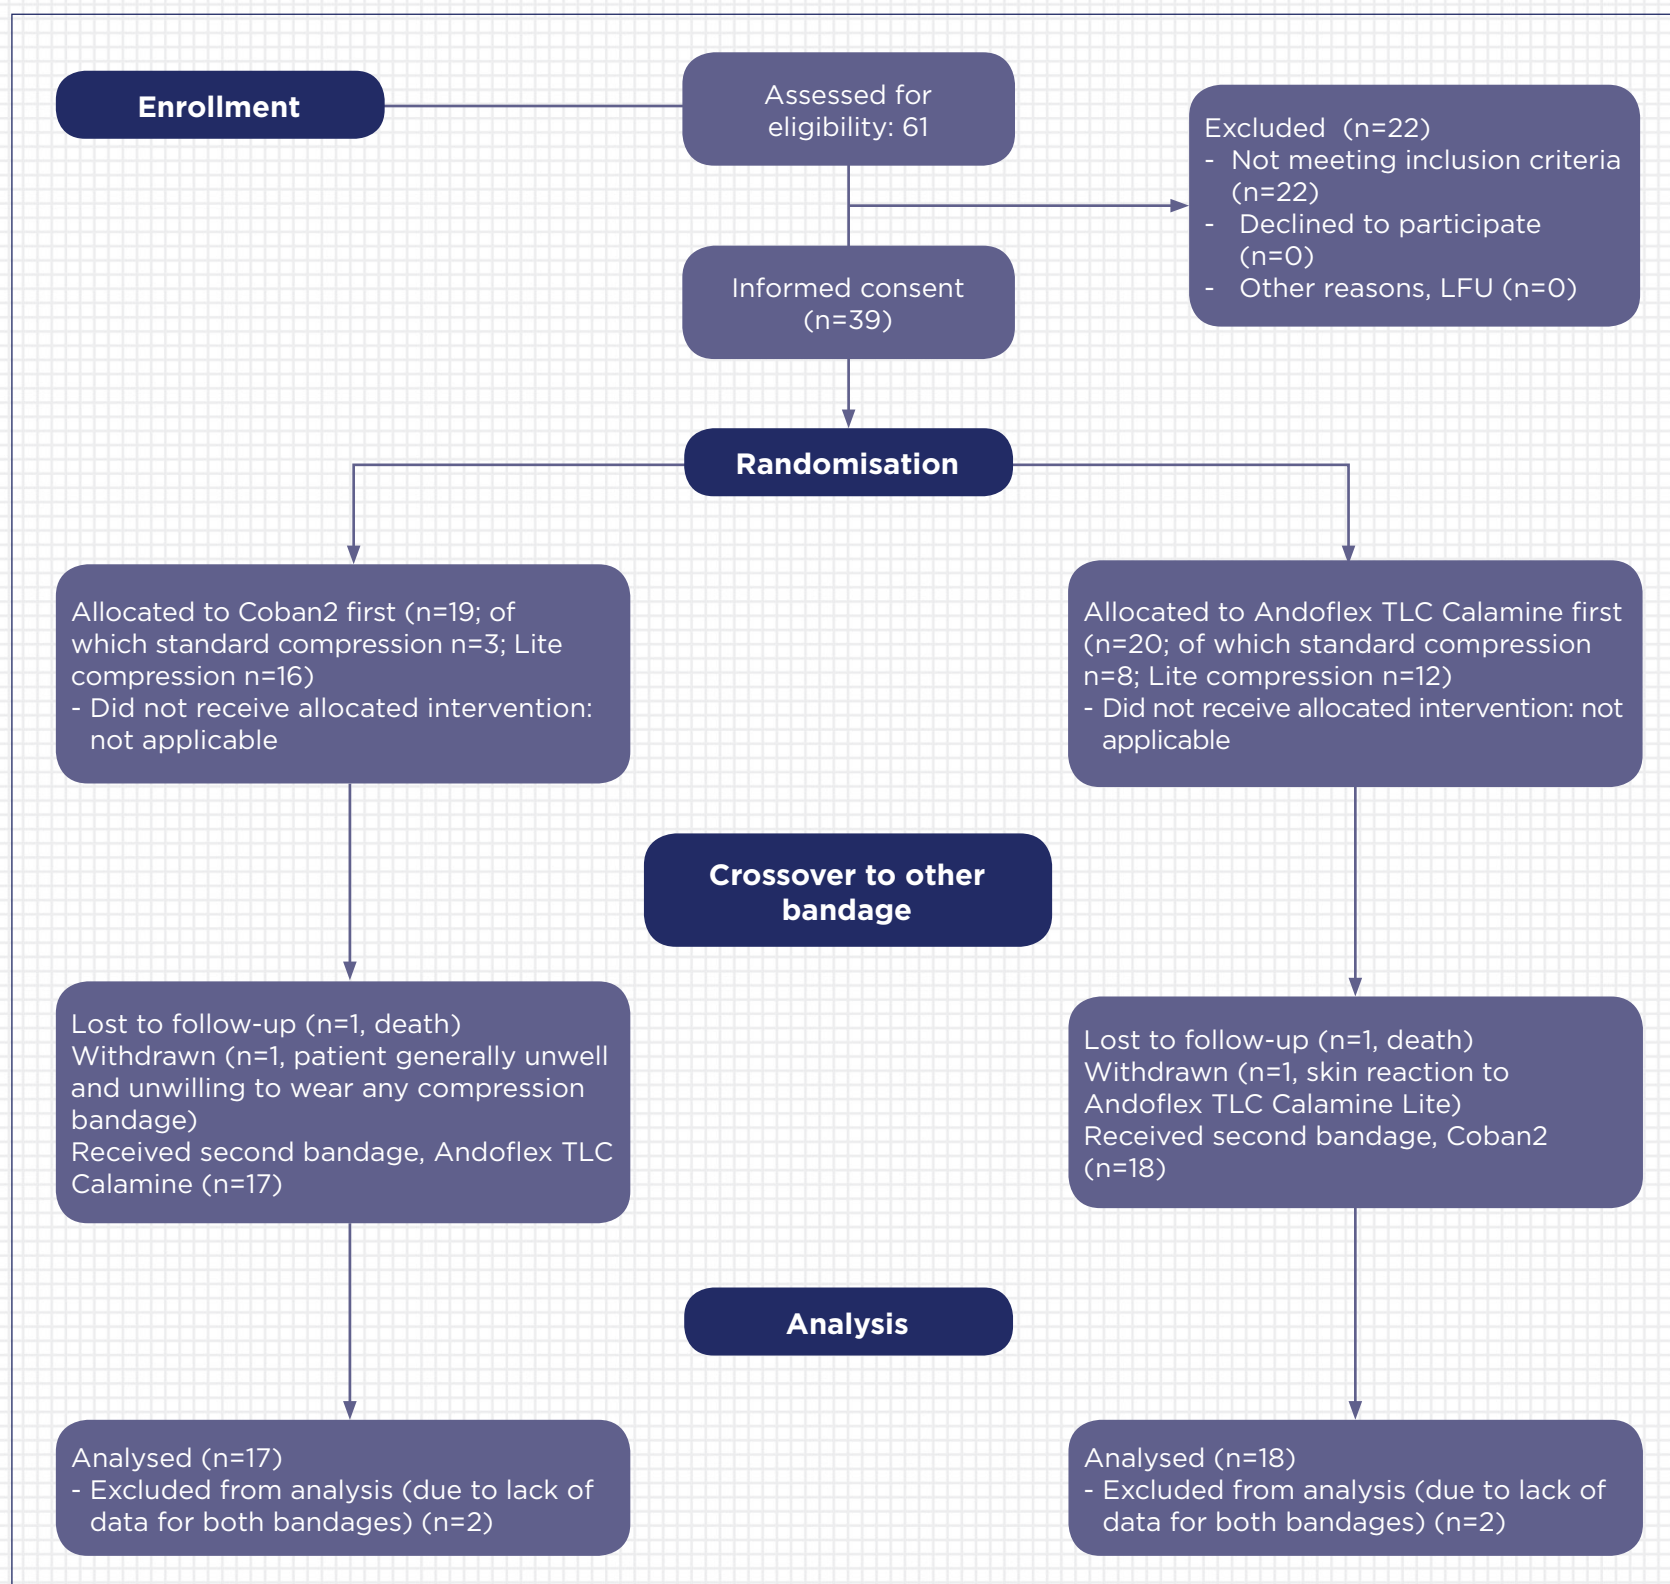 Enrollment
Assessed for
eligibility: 61
Excluded  (n=22)
-  Not meeting inclusion criteria
(n=22)
-  Declined to participate
(n=0)
-  Other reasons, LFU (n=0)
Informed consent
(n=39)
Randomisation
Allocated to Coban2 first (n=19; of
which standard compression n=3; Lite
compression n=16)
- Did not receive allocated intervention:
not applicable
Allocated to Andoflex TLC Calamine first
(n=20; of which standard compression
n=8; Lite compression n=12)
- Did not receive allocated intervention: not
applicable
Crossover to other
bandage
Lost to follow-up (n=1, death)
Withdrawn (n=1, patient generally unwell
and unwilling to wear any compression
bandage)
Received second bandage, Andoflex TLC
Calamine (n=17)
Lost to follow-up (n=1, death)
Withdrawn (n=1, skin reaction to
Andoflex TLC Calamine Lite)
Received second bandage, Coban2
(n=18)
Analysis
Analysed (n=17)
- Excluded from analysis (due to lack of
data for both bandages) (n=2)
Analysed (n=18)
- Excluded from analysis (due to lack of
data for both bandages) (n=2)